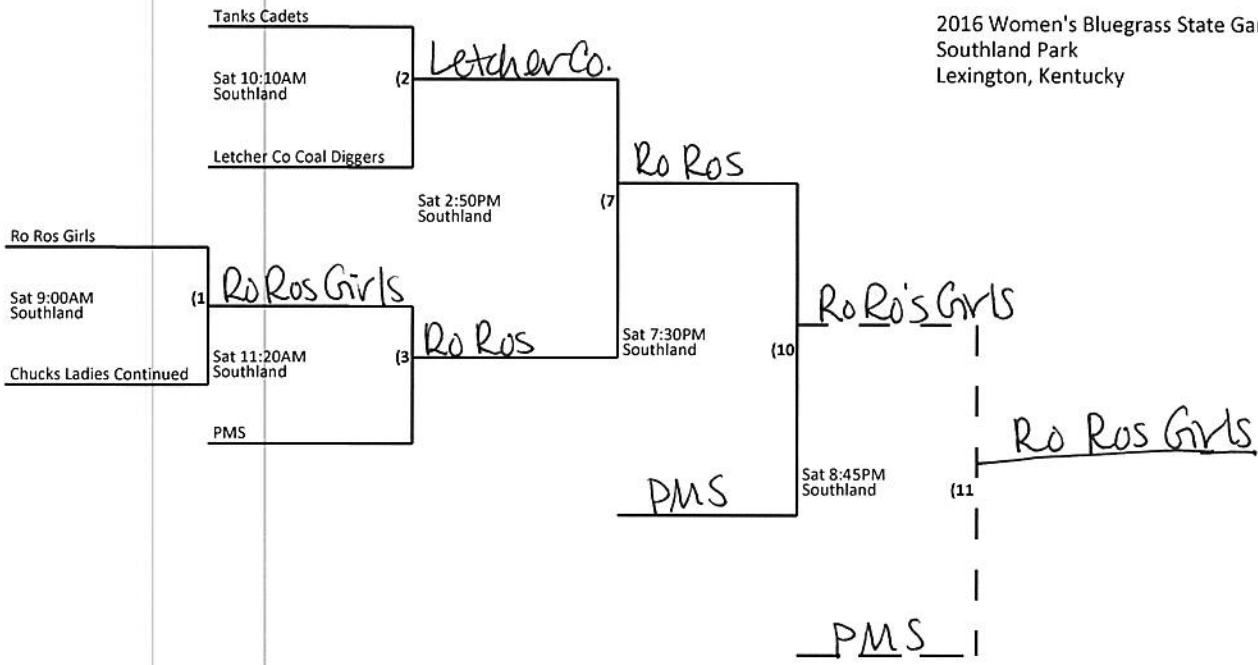 Tanks Cadets
2016 Women's Bluegrass State Gar
Southland Park
Lexington, Kentucky
Letcher Co.
Sat 10:10AM
Southland
(2
Letcher Co Coal Diggers
Ro Ros
Sat 2:50PM
Southland
(7
Ro Ros Girls
Ro Ros Girls
Sat 9:00AM
Southland
(1
Ro Ro's Girls
Ro Ros
Sat 7:30PM
Southland
(10
Sat 11:20AM
Southland
(3
Chucks Ladies Continued
PMS
Ro Ros Girls
PMS
Sat 8:45PM
Southland
(11
PMS